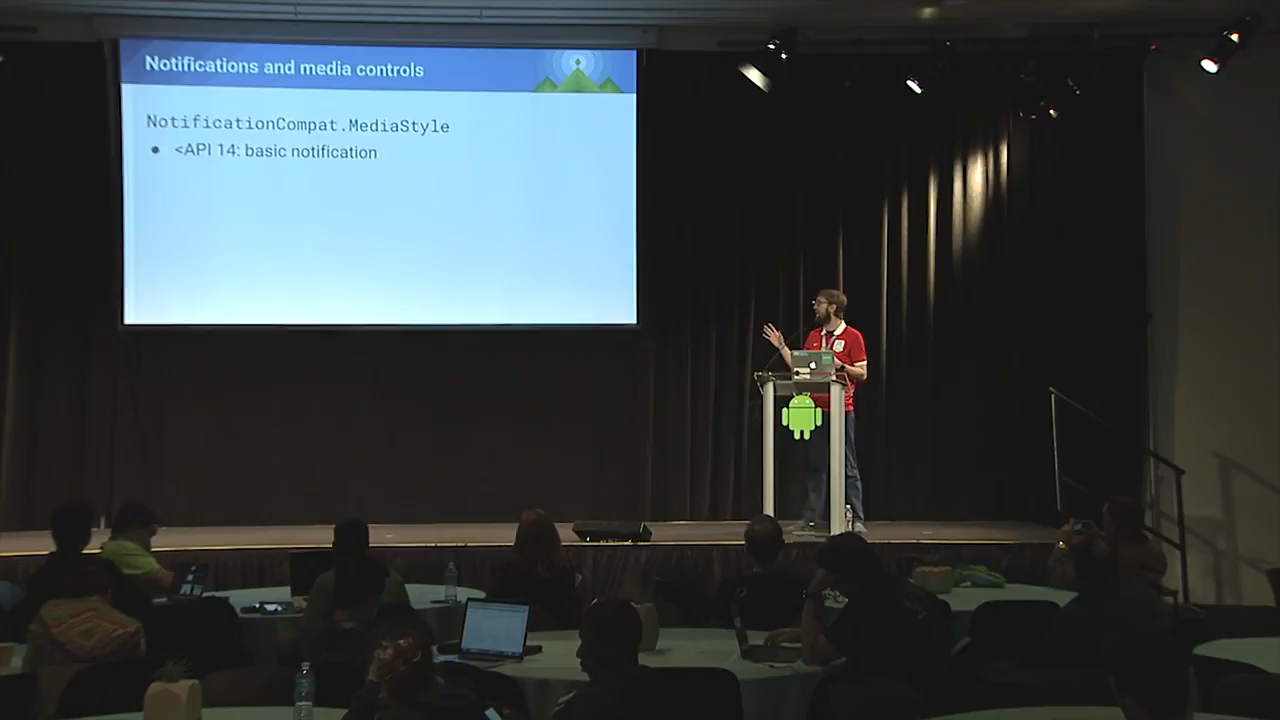 Notifications and media controls
NotificationCompat.MediaStyle
● <API 14: basic notification